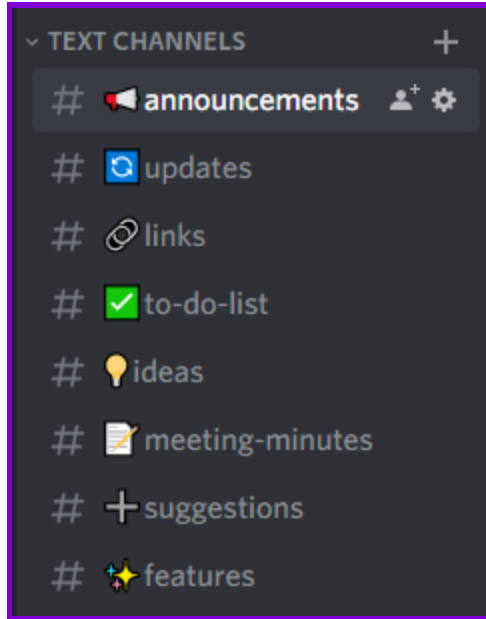 TEXT CHANNELS
# 📢announcements
# 🔄updates
# 🔗links
# ✅to-do-list
# 💡ideas
# 📝meeting-minutes
# ➕suggestions
# ✨features